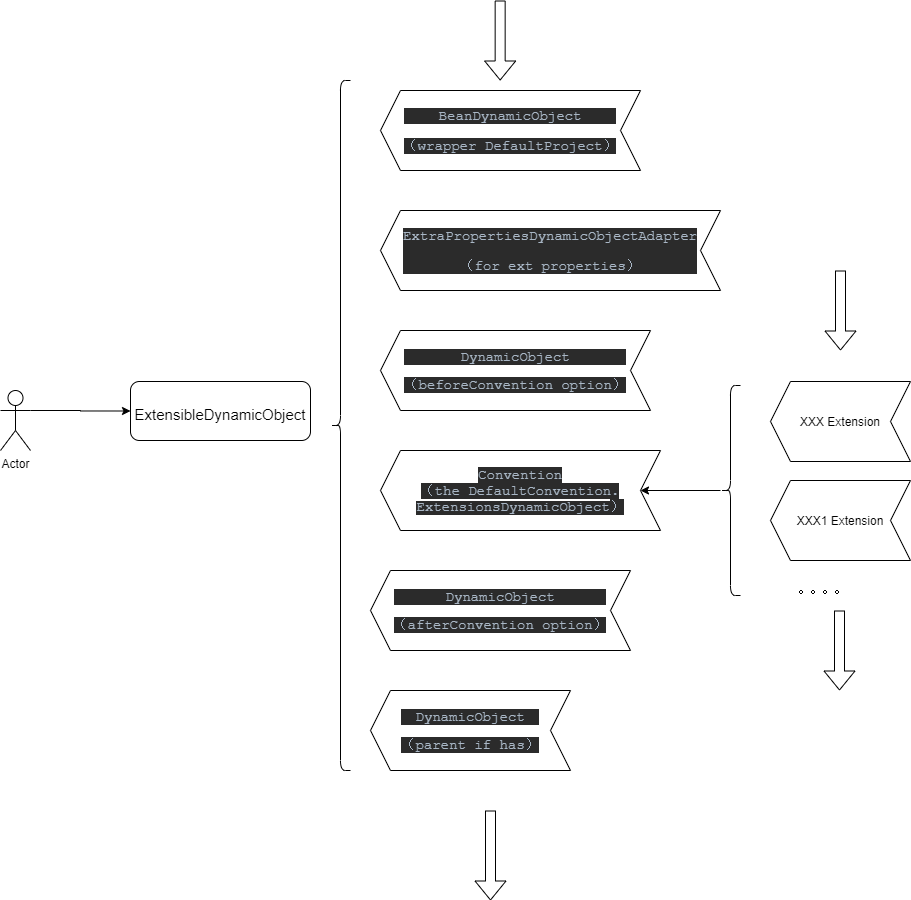 BeanDynamicObject
（wrapper DefaultProject）
ExtraPropertiesDynamicObjectAdapter
（for ext properties）
DynamicObject
（beforeConvention option）
Convention
（the DefaultConvention.
ExtensionsDynamicObject）
DynamicObject
（afterConvention option）
DynamicObject
（parent if has）
ExtensibleDynamicObject
Actor
XXX Extension
XXX1 Extension